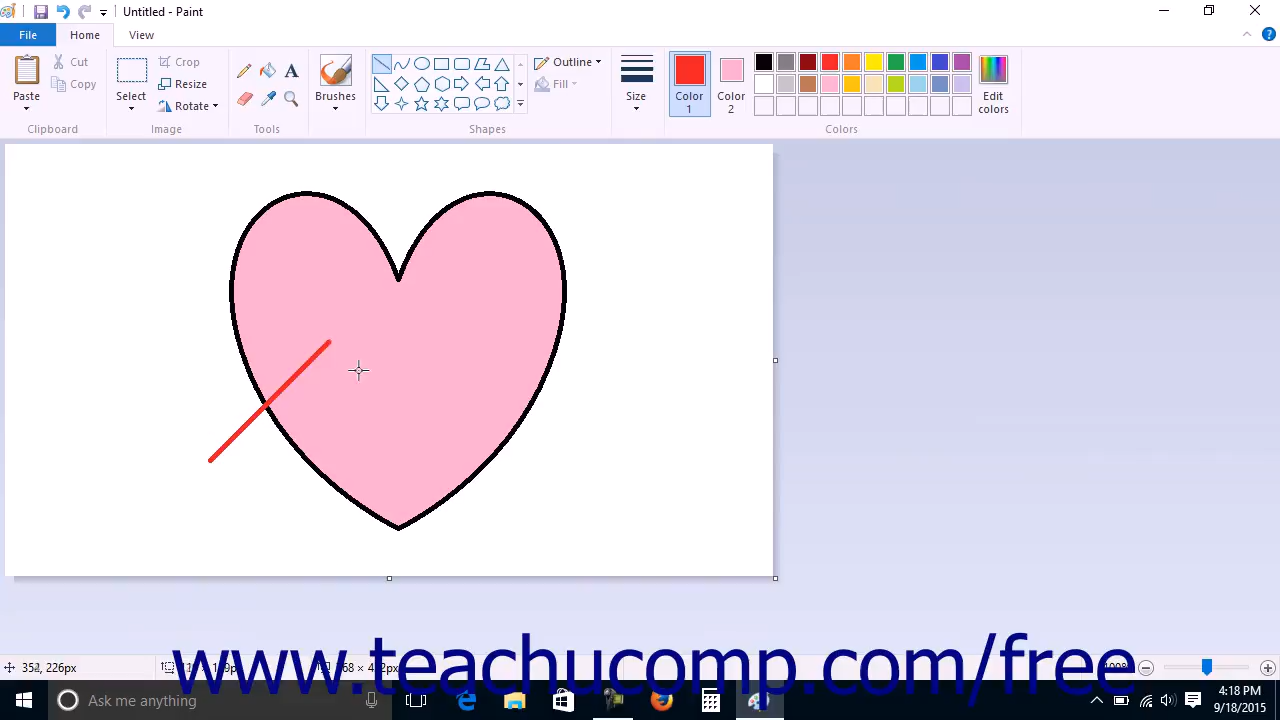 Untitled - Paint
File Home View
Cut
Crop
Outline
Copy
Resize
Fill
Paste
Select
Rotate
Brushes
Size
Color 1
Color 2
Edit colors
Clipboard
Image
Tools
Shapes
Colors
www.teachucomp.com/free
Ask me anything
4:18 PM
9/18/2015